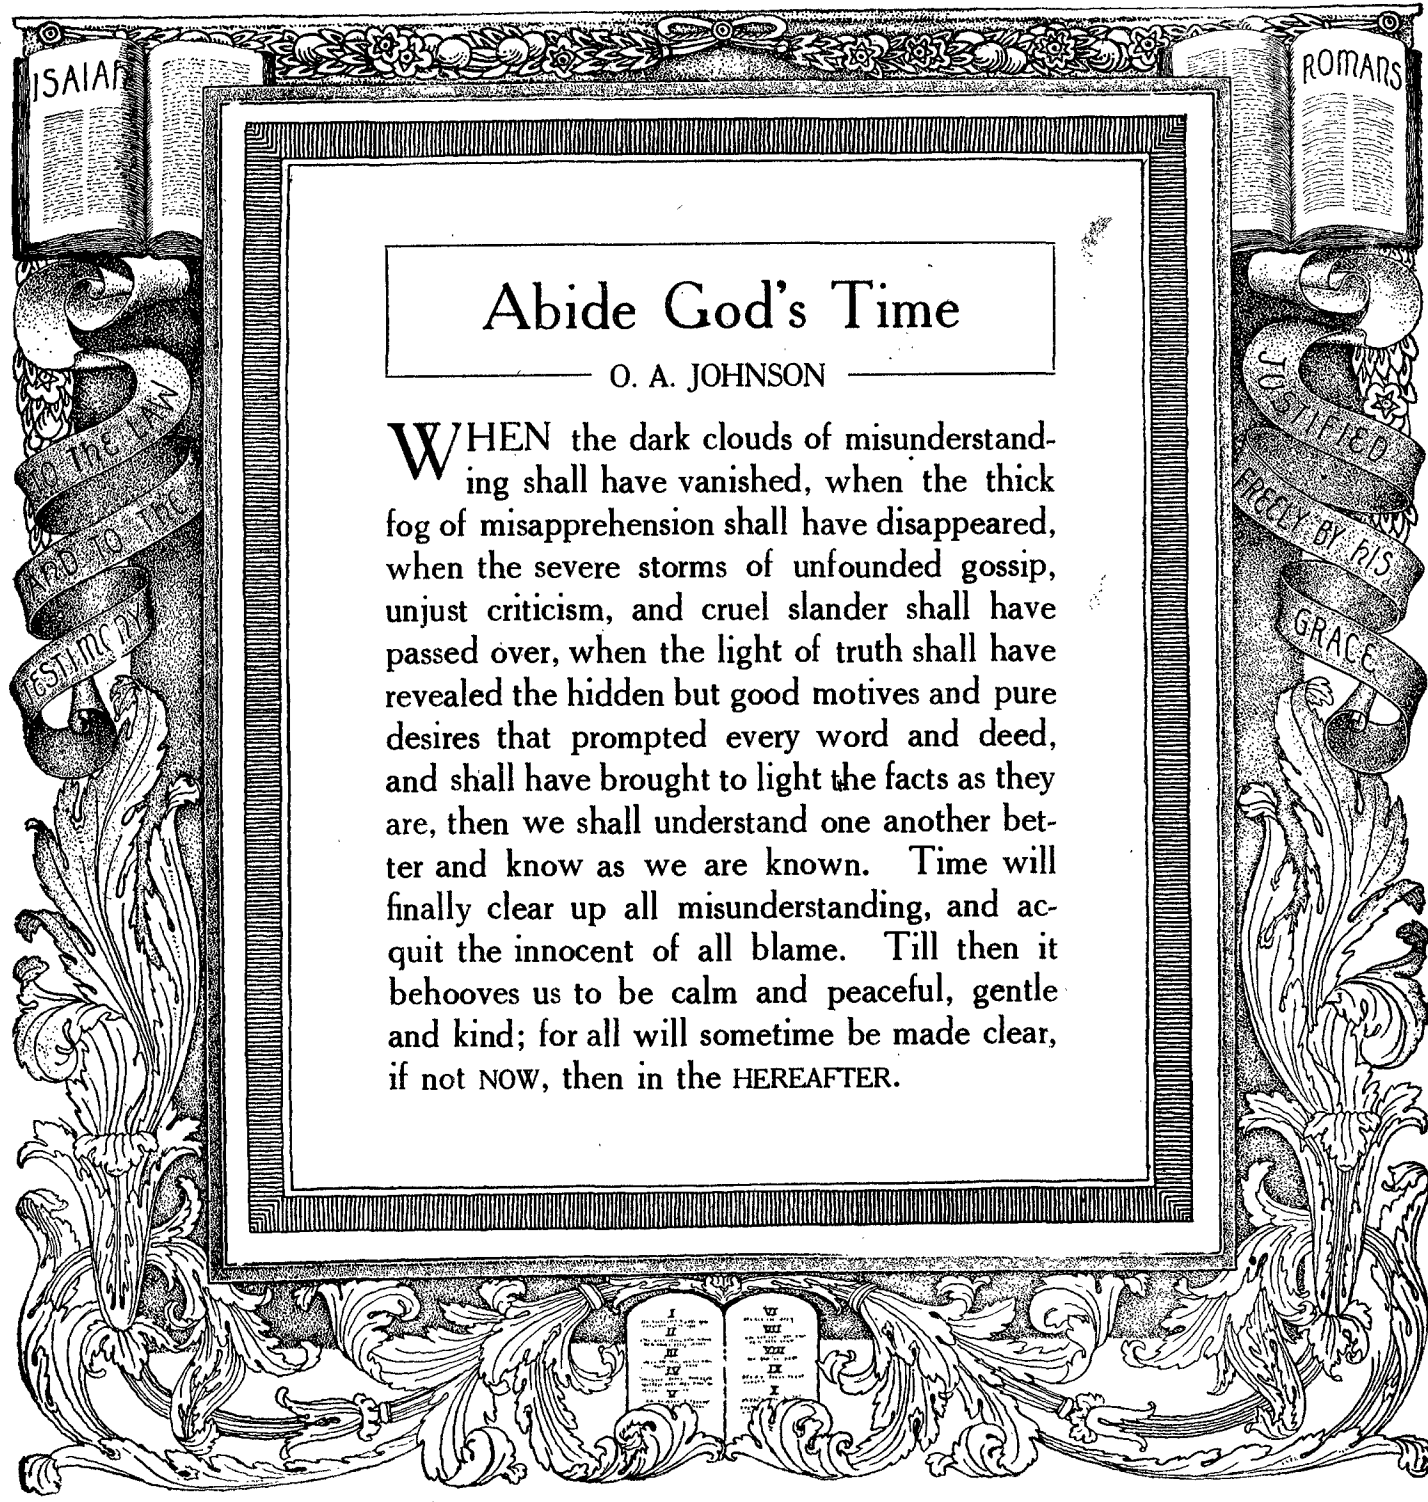 ISAIAH
ROMANS
Abide God's Time
O. A. JOHNSON
WHEN the dark clouds of misunderstand-
ing shall have vanished, when the thick
fog of misapprehension shall have disappeared,
when the severe storms of unfounded gossip,
unjust criticism, and cruel slander shall have
passed over, when the light of truth shall have
revealed the hidden but good motives and pure
desires that prompted every word and deed,
and shall have brought to light the facts as they
are, then we shall understand one another bet-
ter and know as we are known. Time will
finally clear up all misunderstanding, and ac-
quit the innocent of all blame. Till then it
behooves us to be calm and peaceful, gentle
and kind; for all will sometime be made clear,
if not NOW, then in the HEREAFTER.
TO THE LAW
AND TO THE
TESTIMONY
JUSTIFIED
FREELY BY HIS
GRACE
I
II
III
IV
V
VI
VII
VIII
IX
X